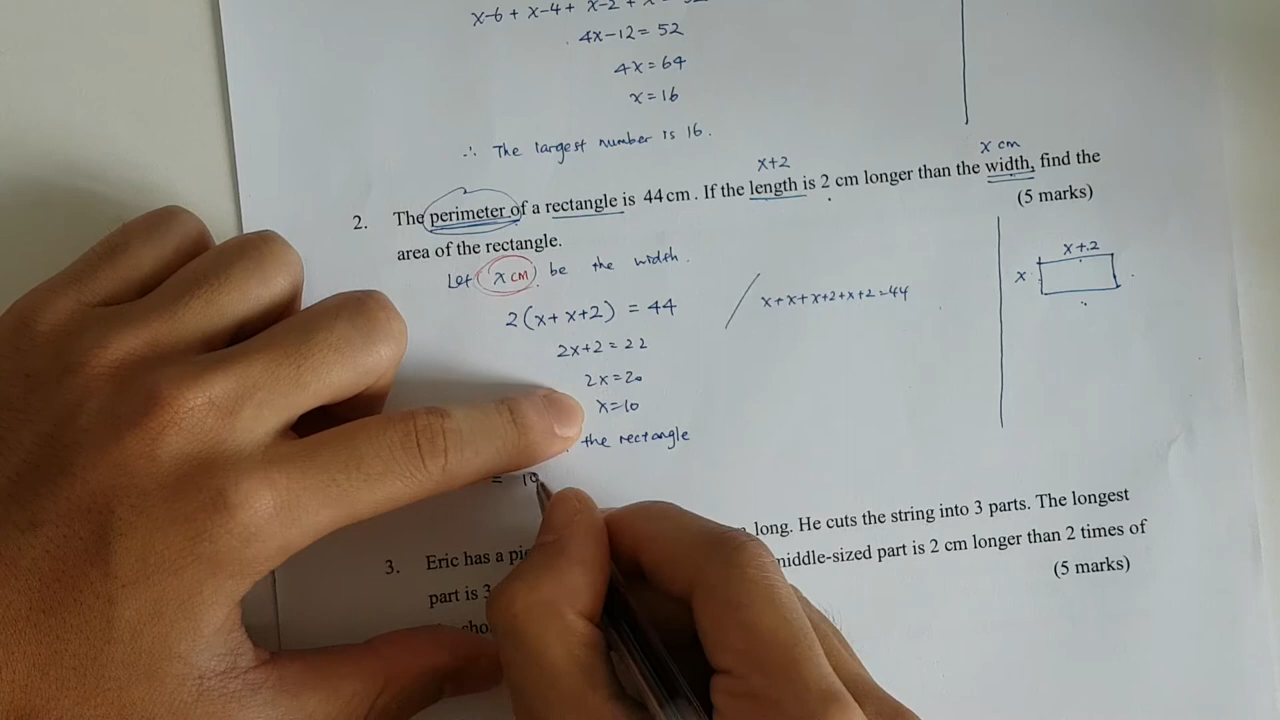 x-6 + x-4 + x-2 + x = 52
4x-12 = 52
4x = 64
x = 16
∴ The largest number is 16.
x+2
x cm
2. The perimeter of a rectangle is 44 cm. If the length is 2 cm longer than the width, find the
area of the rectangle. (5 marks)
Let x cm be the width.
x+2
x
2(x+x+2) = 44 / x+x+x+2+x+2=44
2x+2 = 22
2x=20
x=10
the rectangle
= 10
long. He cuts the string into 3 parts. The longest
3. Eric has a
middle-sized part is 2 cm longer than 2 times of
part is 3
(5 marks)